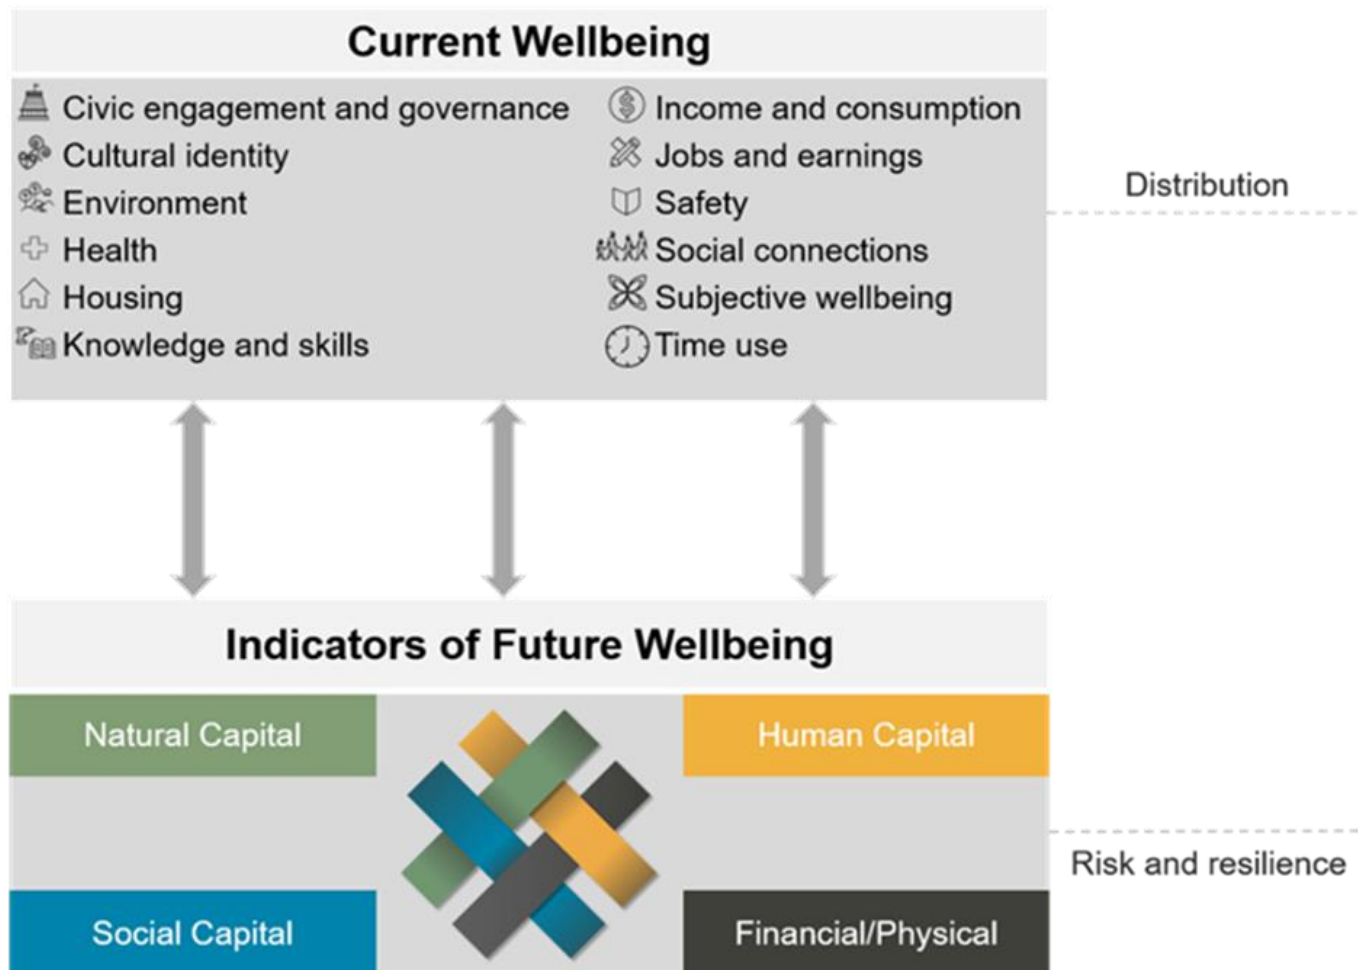 Current Wellbeing
Civic engagement and governance
Cultural identity
Environment
Health
Housing
Knowledge and skills
Income and consumption
Jobs and earnings
Safety
Social connections
Subjective wellbeing
Time use
Distribution
Indicators of Future Wellbeing
Natural Capital
Human Capital
Social Capital
Financial/Physical
Risk and resilience